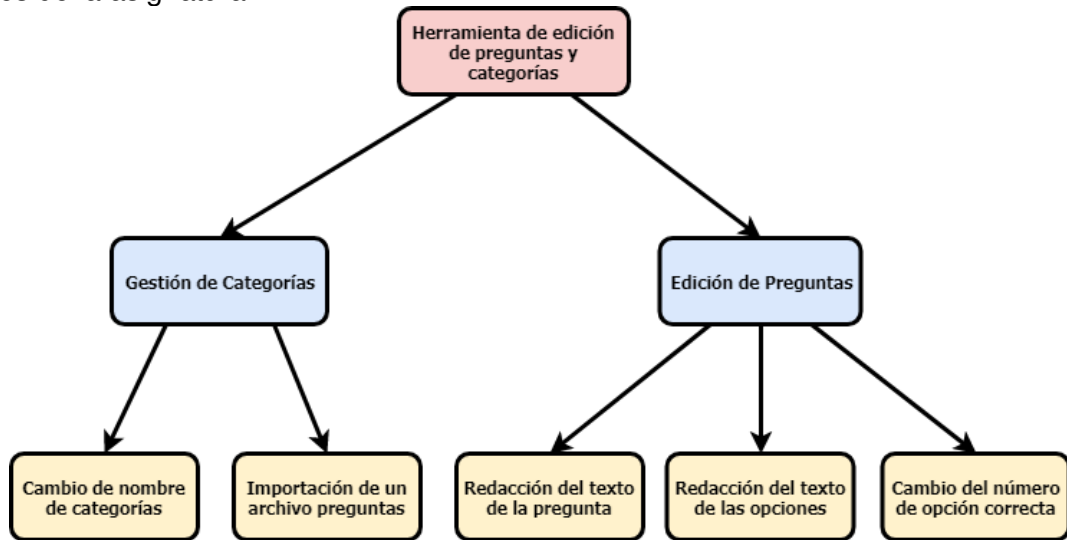 Herramienta de edición
de preguntas y
categorías
Gestión de Categorías
Edición de Preguntas
Cambio de nombre
de categorías
Importación de un
archivo preguntas
Redacción del texto
de la pregunta
Redacción del texto
de las opciones
Cambio del número
de opción correcta